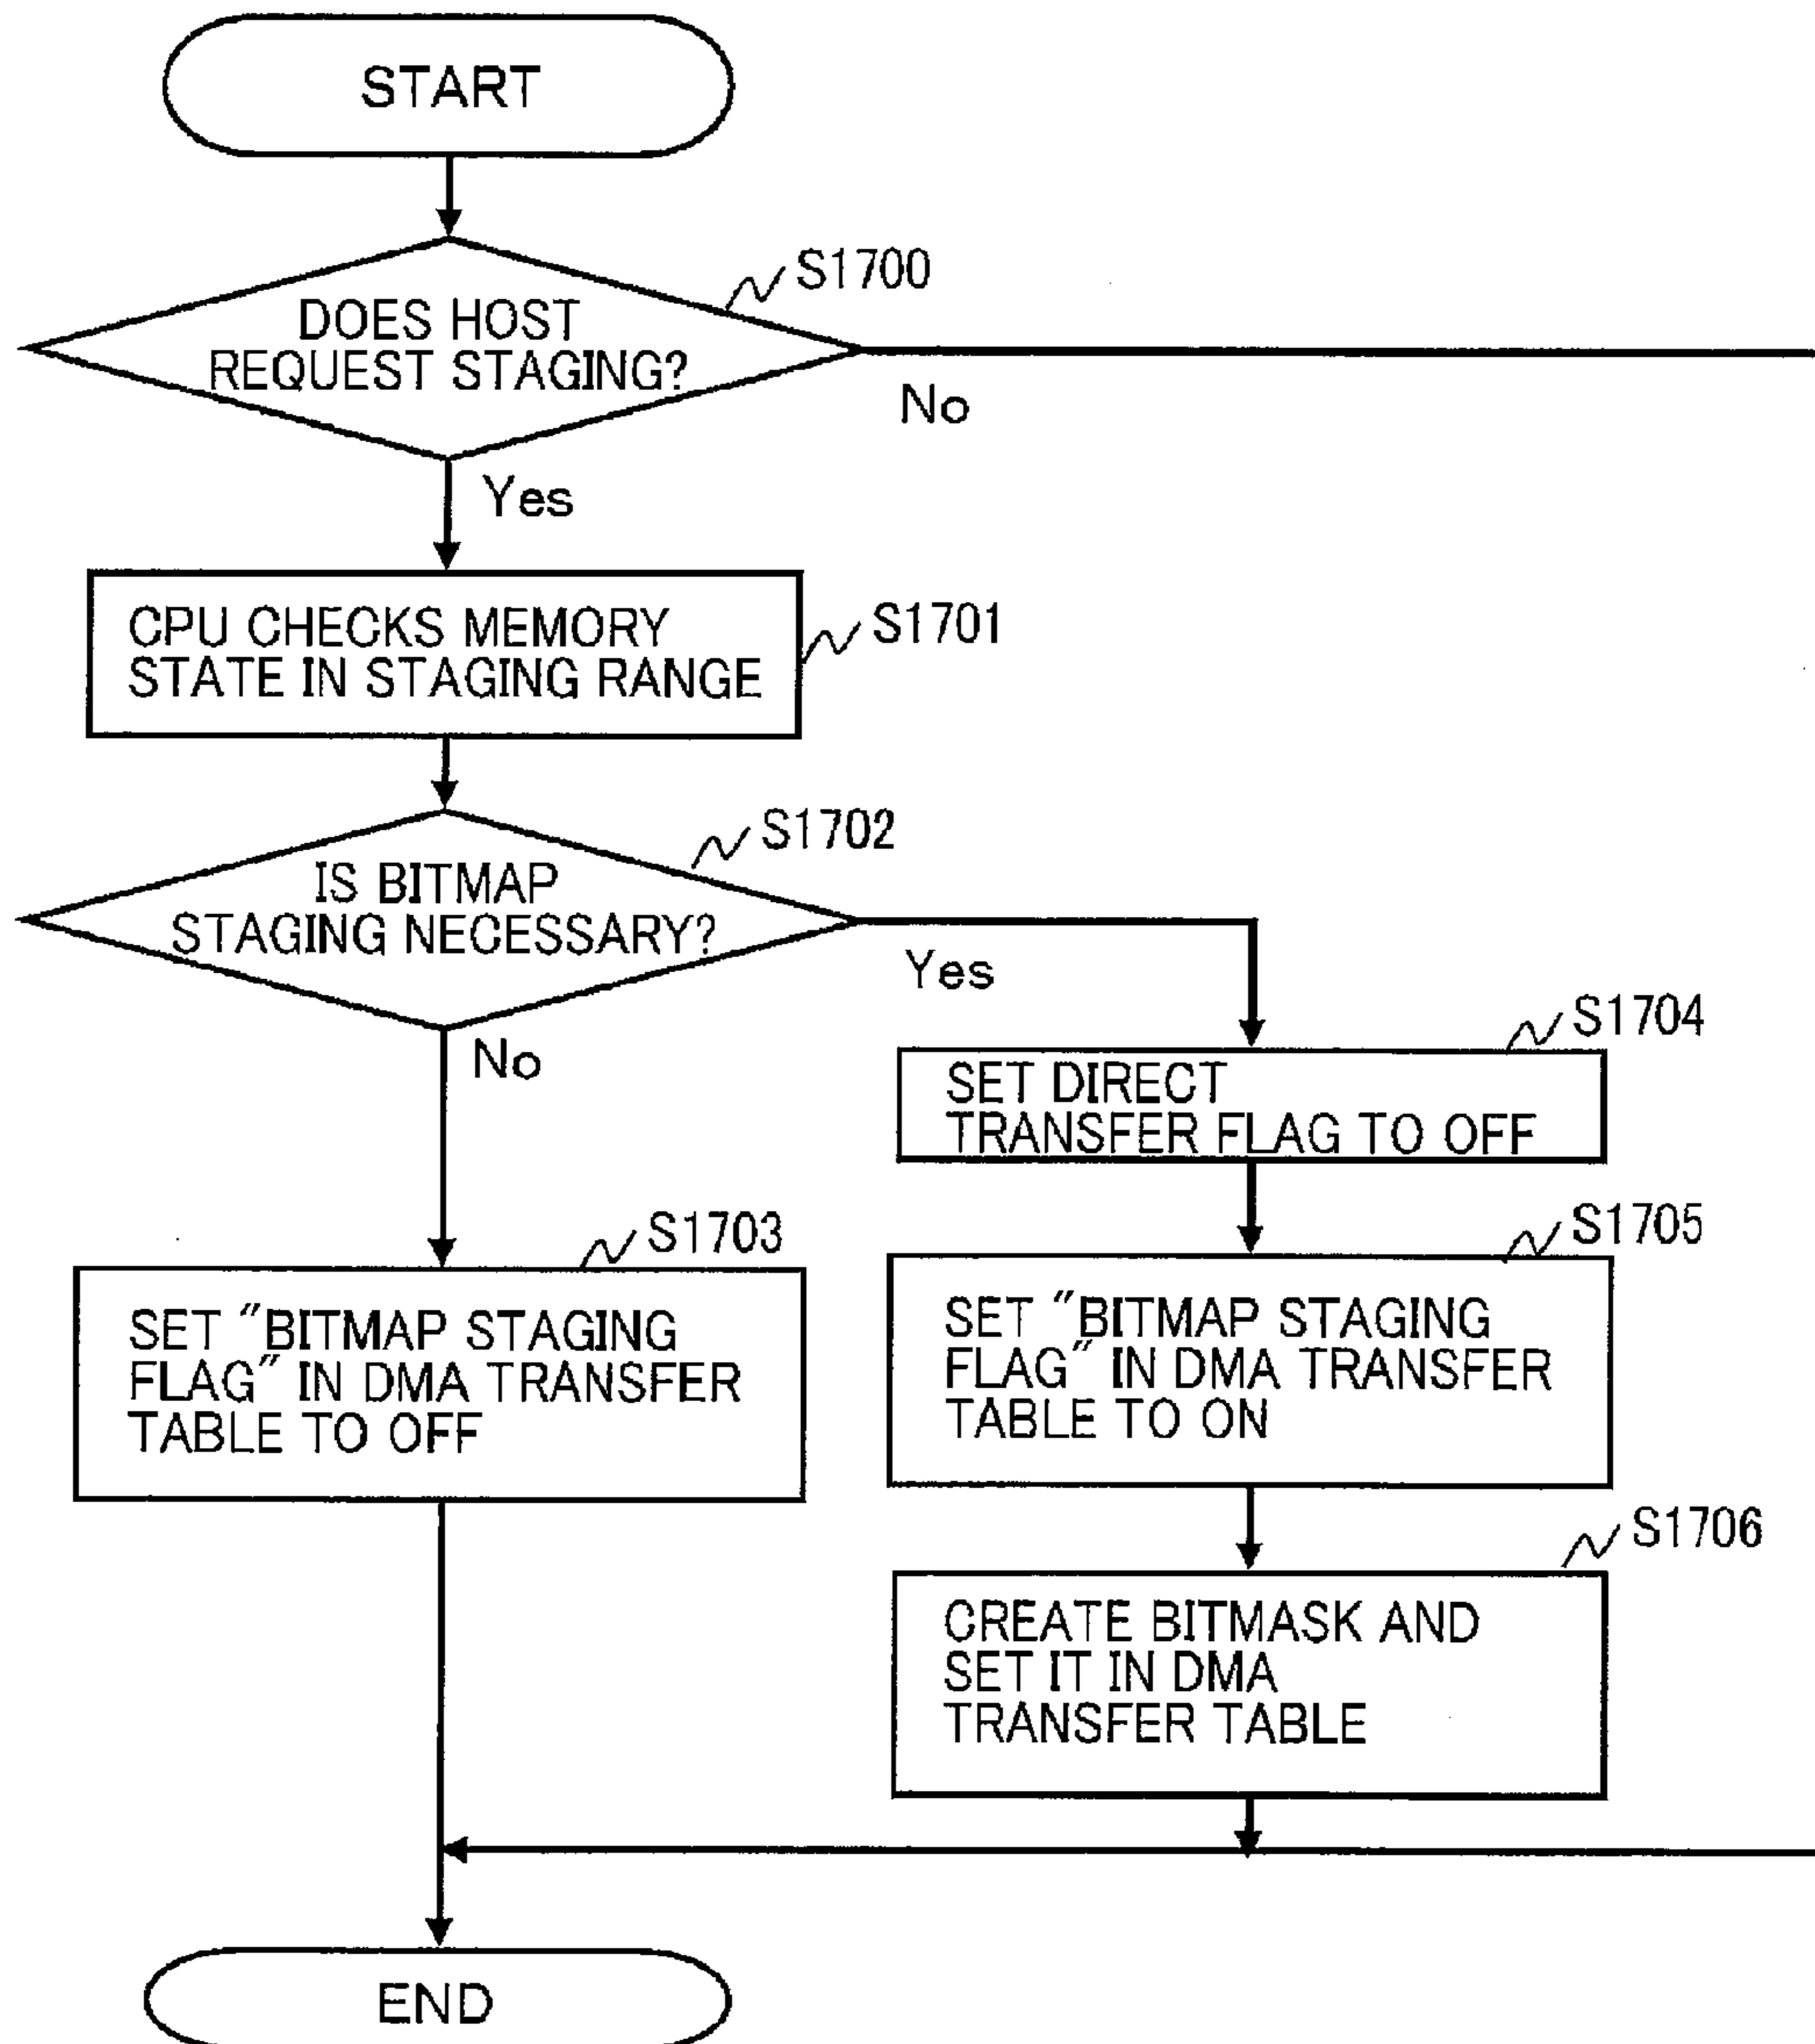 START
S1700
DOES HOST
REQUEST STAGING?
No
Yes
CPU CHECKS MEMORY
STATE IN STAGING RANGE
S1701
S1702
IS BITMAP
STAGING NECESSARY?
Yes
No
S1704
SET DIRECT
TRANSFER FLAG TO OFF
S1703
SET "BITMAP STAGING
FLAG" IN DMA TRANSFER
TABLE TO OFF
S1705
SET "BITMAP STAGING
FLAG" IN DMA TRANSFER
TABLE TO ON
S1706
CREATE BITMASK AND
SET IT IN DMA
TRANSFER TABLE
END